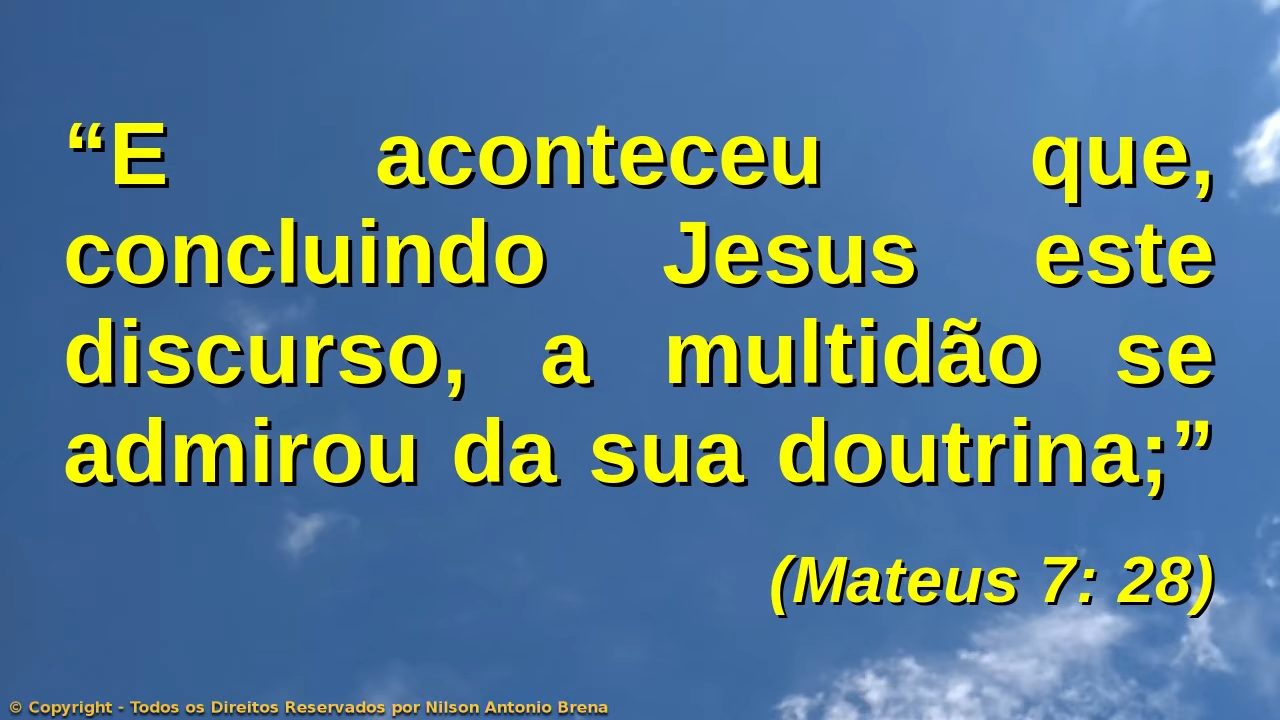 “E aconteceu que,
concluindo Jesus este
discurso, a multidão se
admirou da sua doutrina;”
(Mateus 7: 28)
© Copyright - Todos os Direitos Reservados por Nilson Antonio Brena